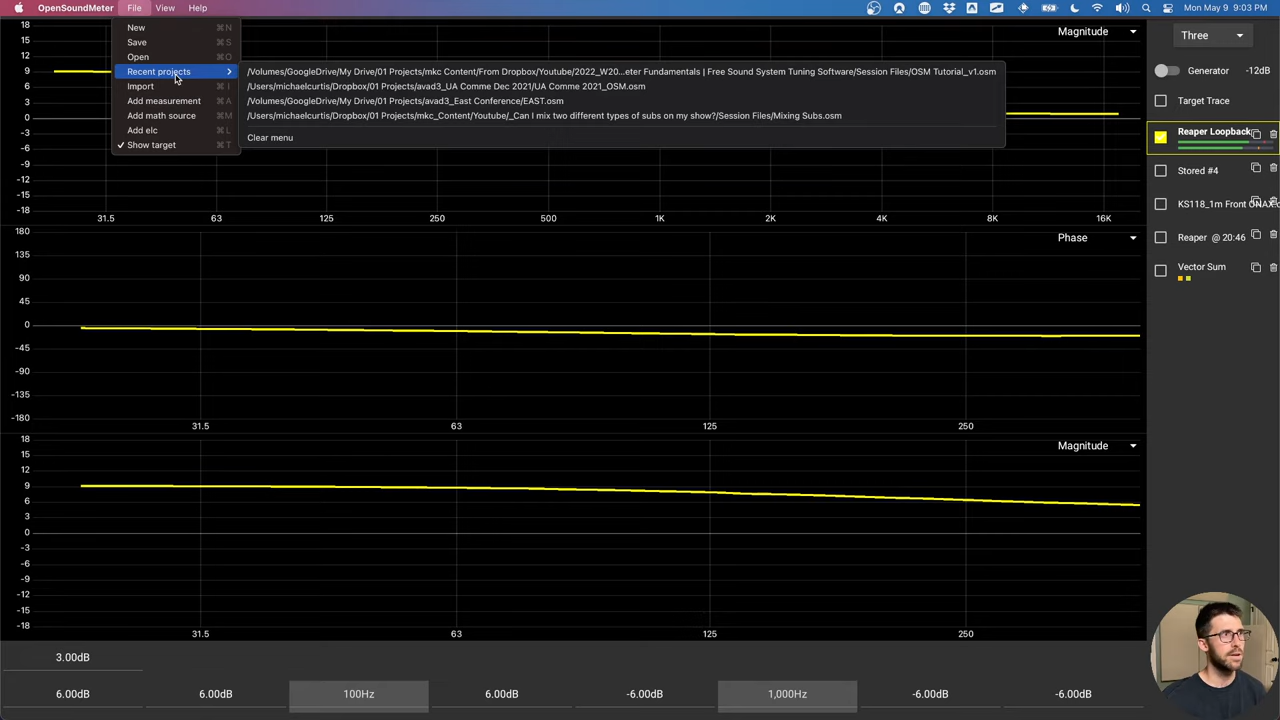 OpenSoundMeter File View Help Mon May 9 9:03 PM
New ⌘N
Save ⌘S
Open ⌘O
Recent projects
Import ⌘I
Add measurement ⌘A
Add math source ⌘M
Add elc ⌘L
✓ Show target ⌘T
/Volumes/GoogleDrive/My Drive/01 Projects/mkc Content/From Dropbox/Youtube/2022_W20...eter Fundamentals | Free Sound System Tuning Software/Session Files/OSM Tutorial_v1.osm
/Users/michaelcurtis/Dropbox/01 Projects/avad3_UA Comme Dec 2021/UA Comme 2021_OSM.osm
/Volumes/GoogleDrive/My Drive/01 Projects/avad3_East Conference/EAST.osm
/Users/michaelcurtis/Dropbox/01 Projects/mkc_Content/Youtube/_Can I mix two different types of subs on my show?/Session Files/Mixing Subs.osm
Clear menu
Magnitude
18
15
12
9
6
3
0
-3
-6
-9
-12
-15
-18
31.5 63 125 250 500 1K 2K 4K 8K 16K
Phase
180
135
90
45
0
-45
-90
-135
-180
31.5 63 125 250
Magnitude
18
15
12
9
6
3
0
-3
-6
-9
-12
-15
-18
31.5 63 125 250
3.00dB
6.00dB 6.00dB 100Hz 6.00dB -6.00dB 1,000Hz -6.00dB -6.00dB
Three
Generator -12dB
Target Trace
Reaper Loopback
Stored #4
KS118_1m Front ONAX
Reaper @ 20:46
Vector Sum